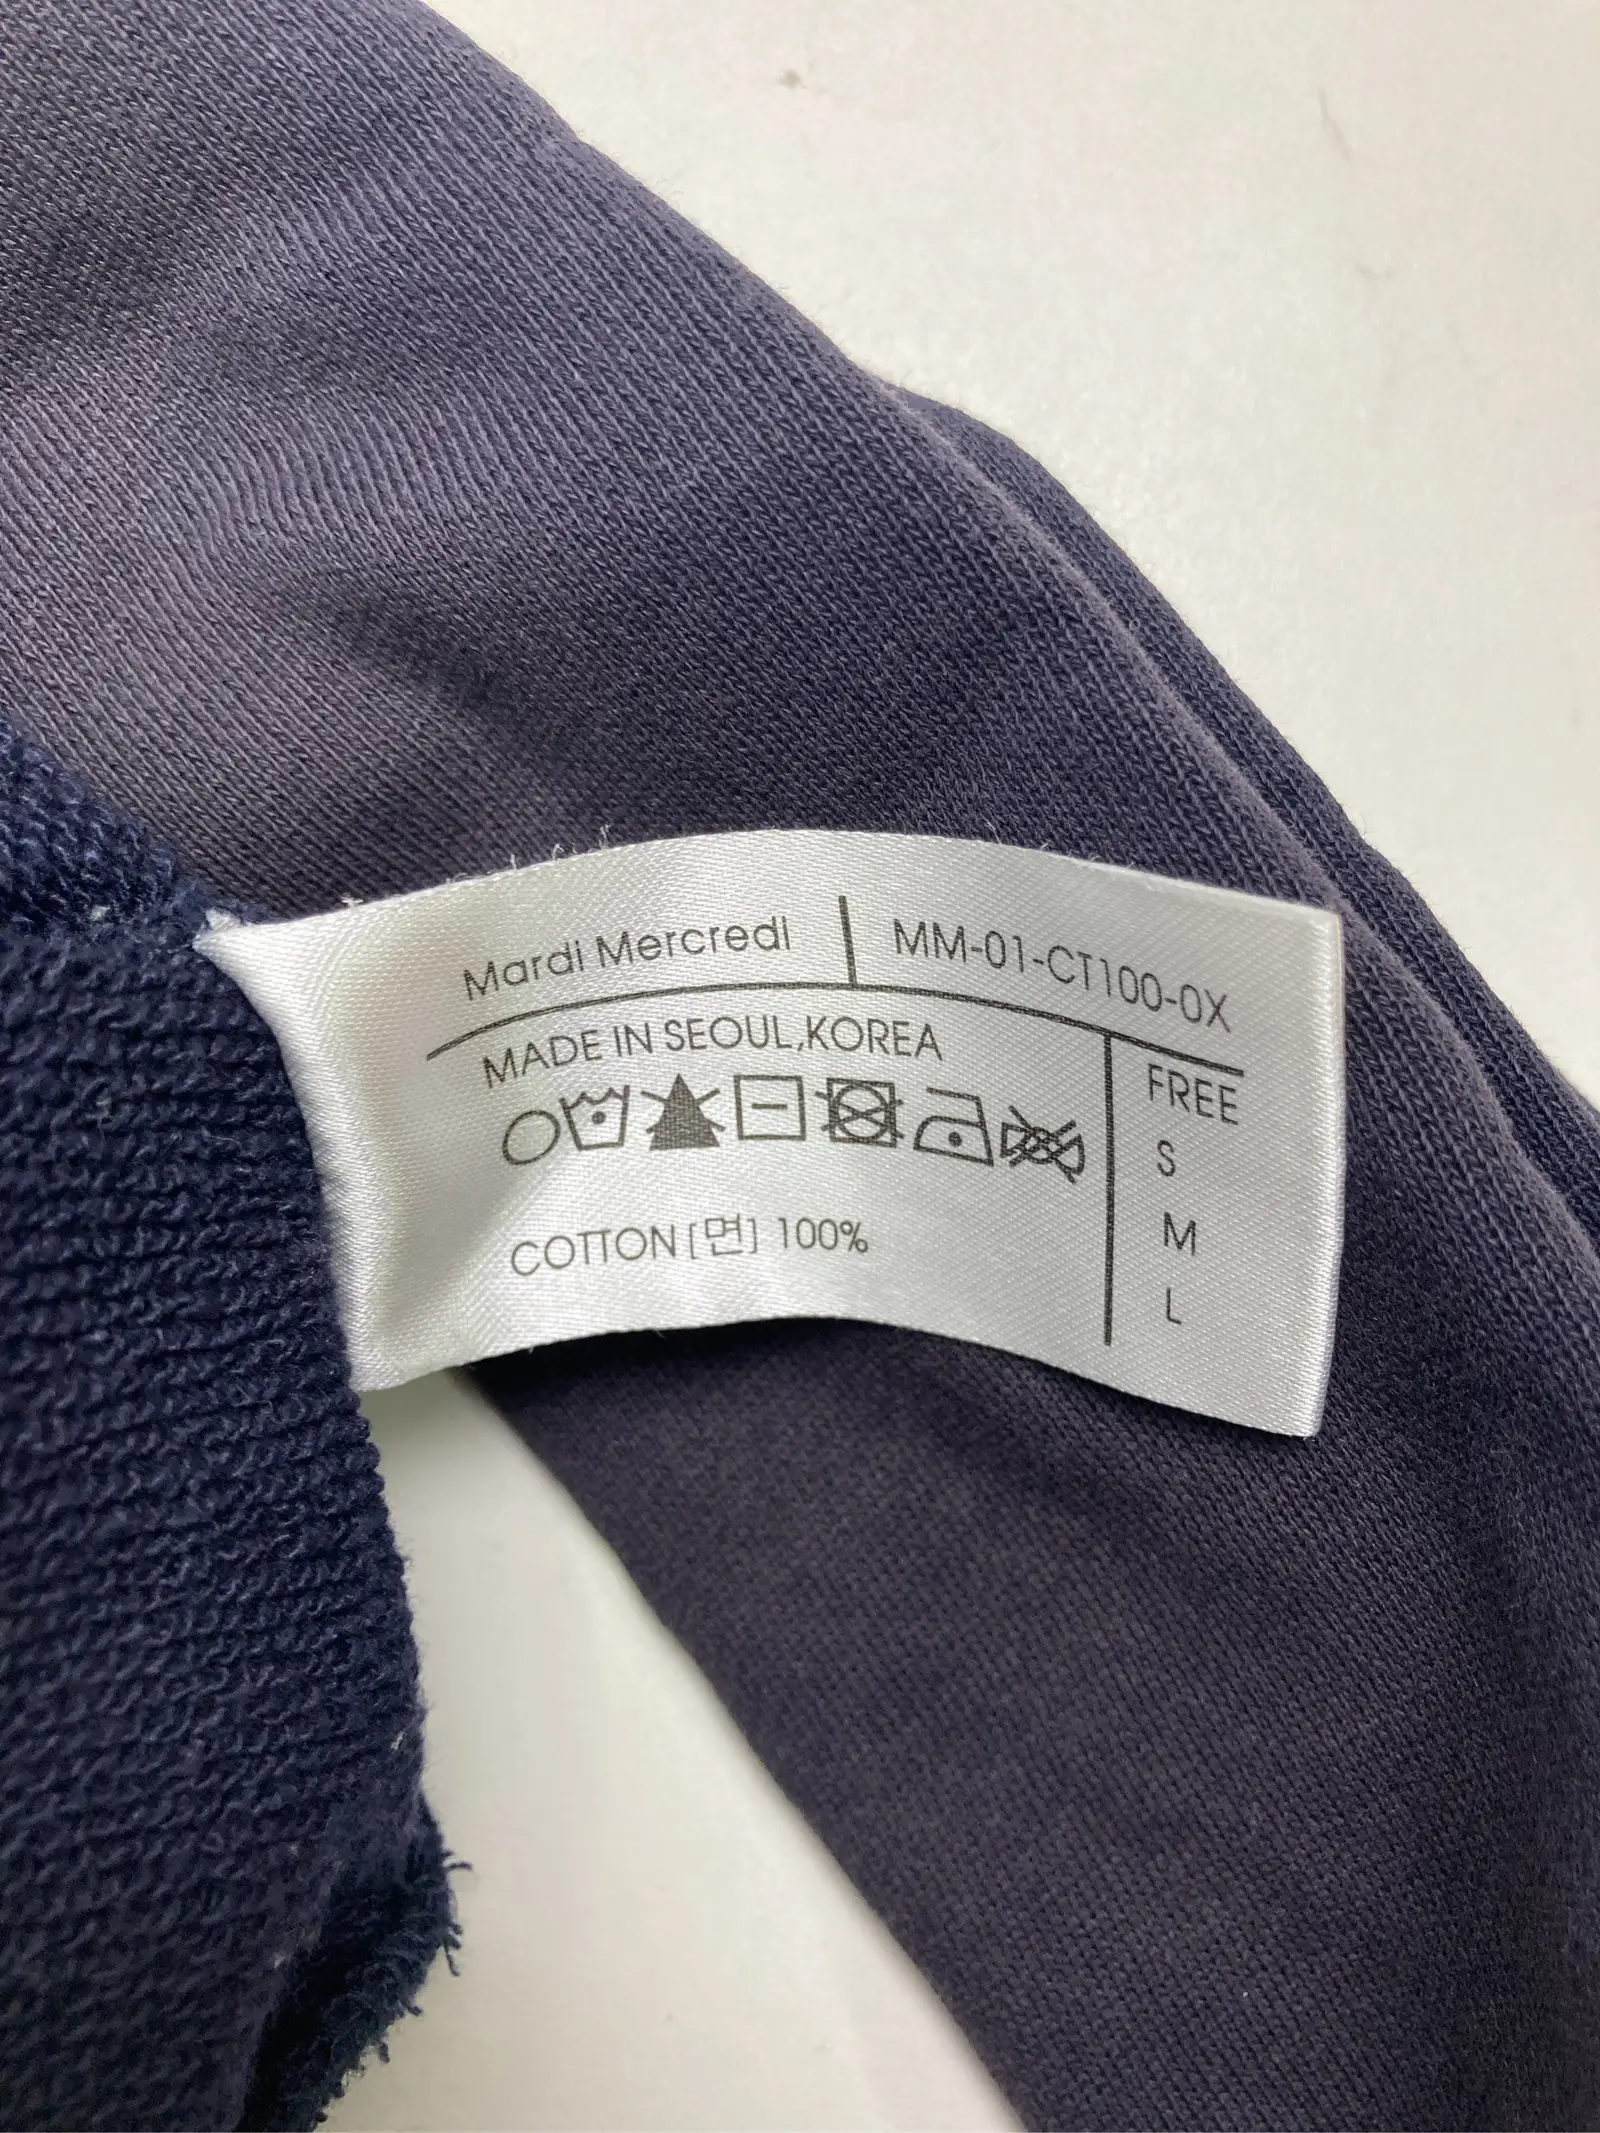 Mardi Mercredi | MM-01-CT100-0X
MADE IN SEOUL,KOREA
COTTON [면] 100%
FREE
S
M
L